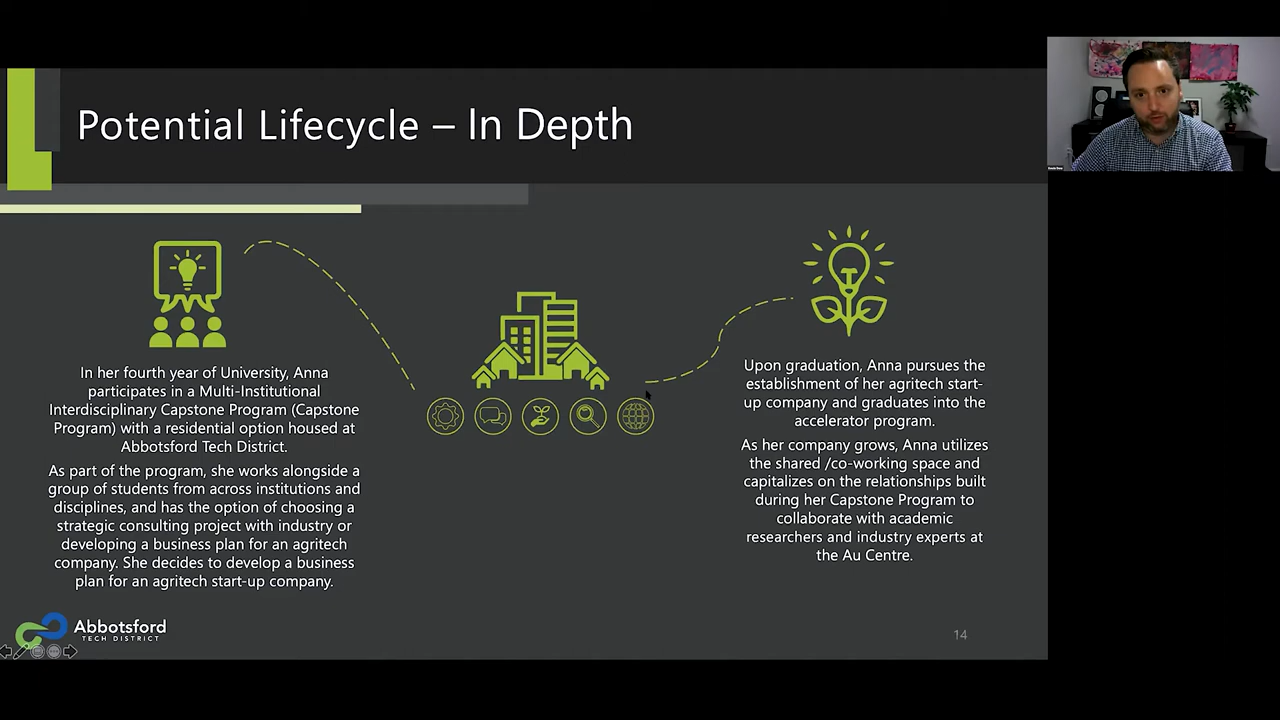 Potential Lifecycle – In Depth
In her fourth year of University, Anna
participates in a Multi-Institutional
Interdisciplinary Capstone Program (Capstone
Program) with a residential option housed at
Abbotsford Tech District.
As part of the program, she works alongside a
group of students from across institutions and
disciplines, and has the option of choosing a
strategic consulting project with industry or
developing a business plan for an agritech
company. She decides to develop a business
plan for an agritech start-up company.
Upon graduation, Anna pursues the
establishment of her agritech start-
up company and graduates into the
accelerator program.
As her company grows, Anna utilizes
the shared /co-working space and
capitalizes on the relationships built
during her Capstone Program to
collaborate with academic
researchers and industry experts at
the Au Centre.
Abbotsford
TECH DISTRICT
14